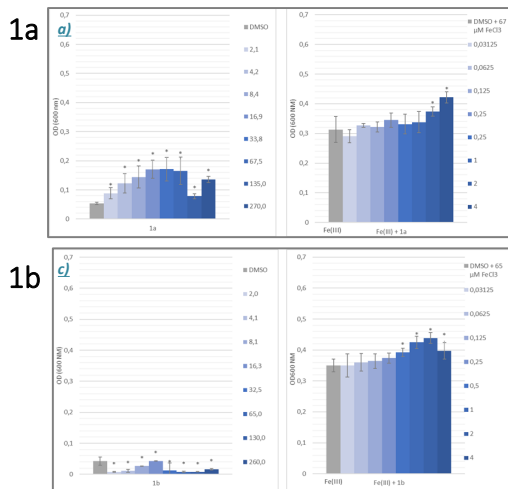 1a
a)
0,7
0,6
0,5
0,4
0,3
0,2
0,1
0
OD (600 nm)
1a
DMSO
2,1
4,2
8,4
16,9
33,8
67,5
135,0
270,0
* * * * * * * *
0,7
0,6
0,5
0,4
0,3
0,2
0,1
0
OD (600 NM)
Fe(III)
Fe(III) + 1a
DMSO + 67
µM FeCl3
0,03125
0,0625
0,125
0,25
0,25
1
2
4
* *
1b
c)
0,7
0,6
0,5
0,4
0,3
0,2
0,1
0
OD (600 NM)
1b
DMSO
2,0
4,1
8,1
16,3
32,5
65,0
130,0
260,0
* * * * * * * *
0,7
0,6
0,5
0,4
0,3
0,2
0,1
0
OD600 NM)
Fe(III)
Fe(III) + 1b
DMSO + 65
µM FeCl3
0,03125
0,0625
0,125
0,25
0,5
1
2
4
* * * *